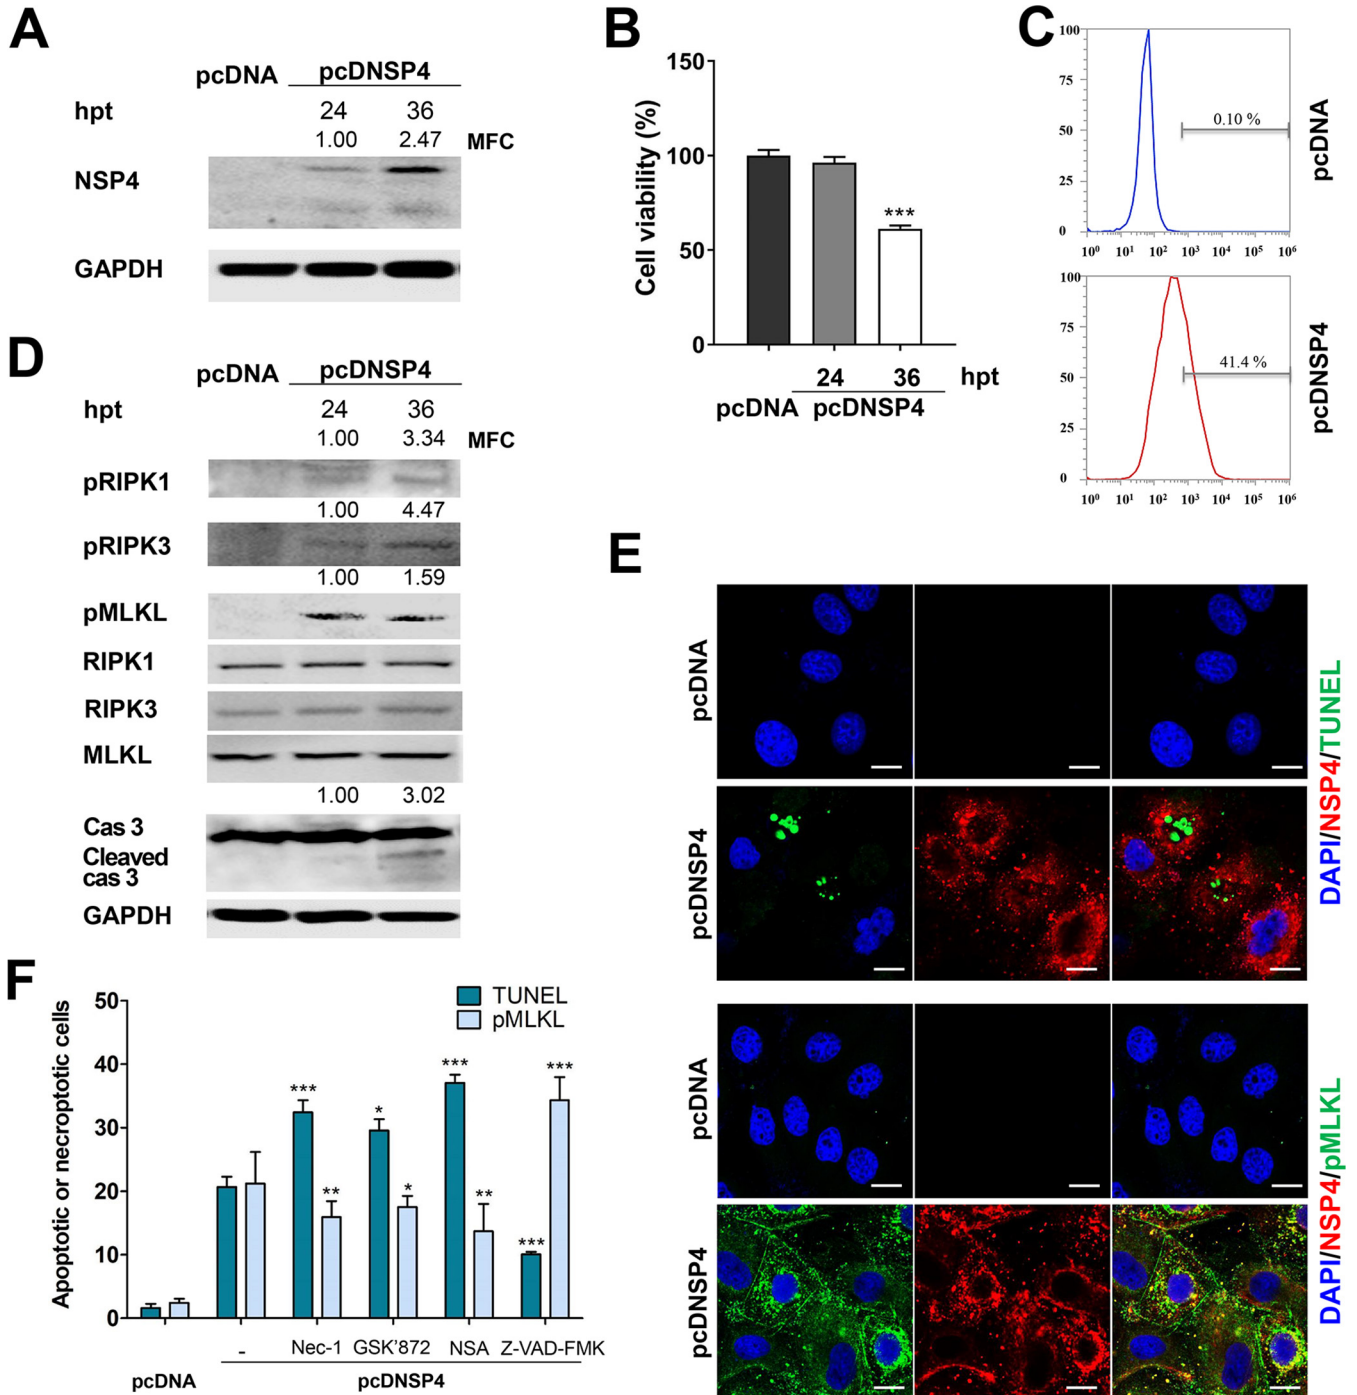 A
pcDNA
pcDNSP4
hpt
24
36
1.00
2.47
MFC
NSP4
GAPDH
B
Cell viability (%)
150
100
50
0
***
24
36
hpt
pcDNA
pcDNSP4
C
100
75
50
25
0
0.10 %
10⁰ 10¹ 10² 10³ 10⁴ 10⁵ 10⁶
pcDNA
100
75
50
25
0
41.4 %
10⁰ 10¹ 10² 10³ 10⁴ 10⁵ 10⁶
pcDNSP4
D
pcDNA
pcDNSP4
hpt
24
36
1.00
3.34
MFC
pRIPK1
1.00
4.47
pRIPK3
1.00
1.59
pMLKL
RIPK1
RIPK3
MLKL
1.00
3.02
Cas 3
Cleaved
cas 3
GAPDH
E
pcDNA
pcDNSP4
DAPI/NSP4/TUNEL
pcDNA
pcDNSP4
DAPI/NSP4/pMLKL
F
Apoptotic or necroptotic cells
50
40
30
20
10
0
TUNEL
pMLKL
***
**
*
*
***
**
***
***
-
Nec-1
GSK'872
NSA
Z-VAD-FMK
pcDNA
pcDNSP4